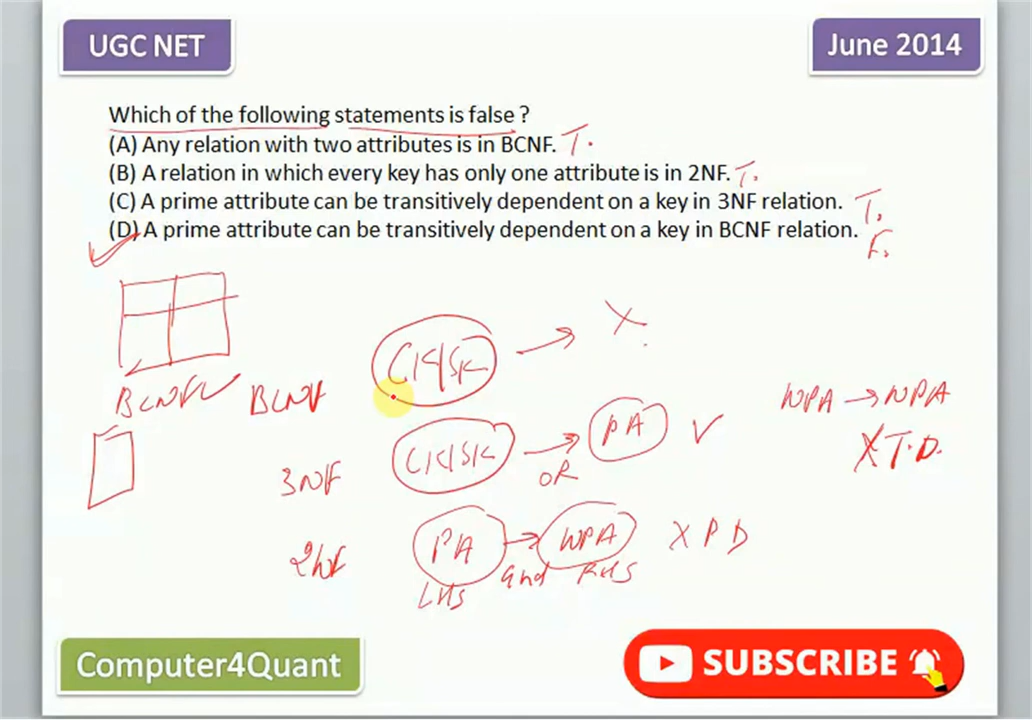 UGC NET
June 2014
Which of the following statements is false ?
(A) Any relation with two attributes is in BCNF. T.
(B) A relation in which every key has only one attribute is in 2NF. T.
(C) A prime attribute can be transitively dependent on a key in 3NF relation. T.
(D) A prime attribute can be transitively dependent on a key in BCNF relation. F.
CK/SK → X
BCNF BCNF
NPA → NPA
CK/SK → PA
OR
X T.D.
3NF
PA → NPA X P D
2NF
LHS and RHS
Computer4Quant
SUBSCRIBE